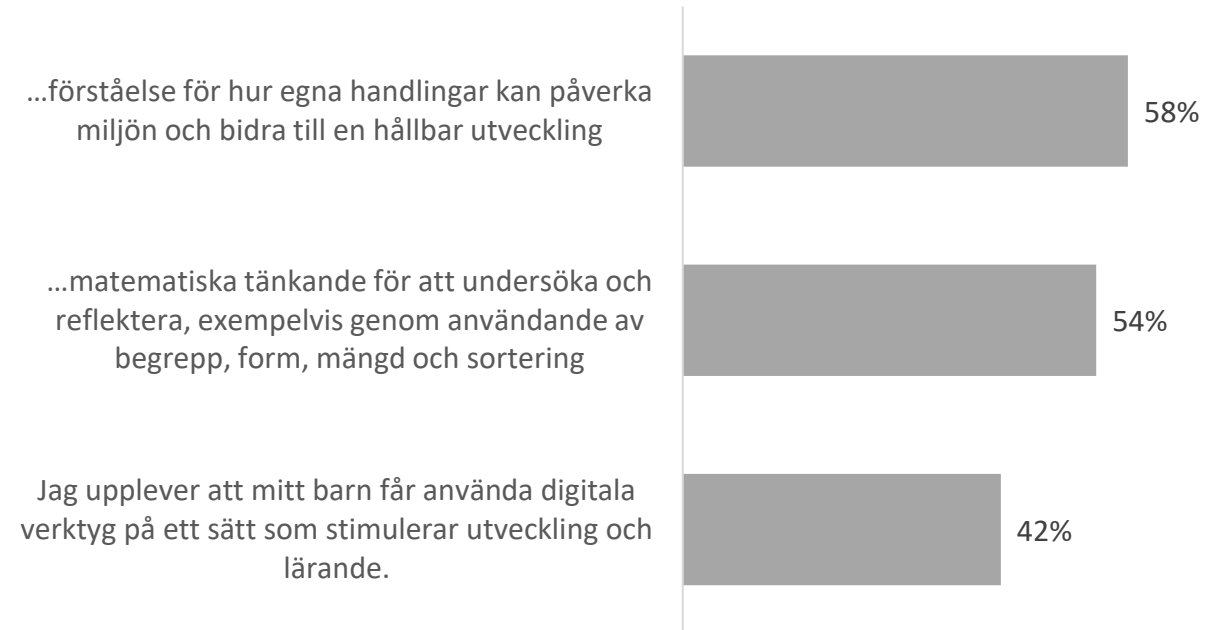 ...förståelse för hur egna handlingar kan påverka
miljön och bidra till en hållbar utveckling
58%
...matematiska tänkande för att undersöka och
reflektera, exempelvis genom användande av
begrepp, form, mängd och sortering
54%
Jag upplever att mitt barn får använda digitala
verktyg på ett sätt som stimulerar utveckling och
lärande.
42%